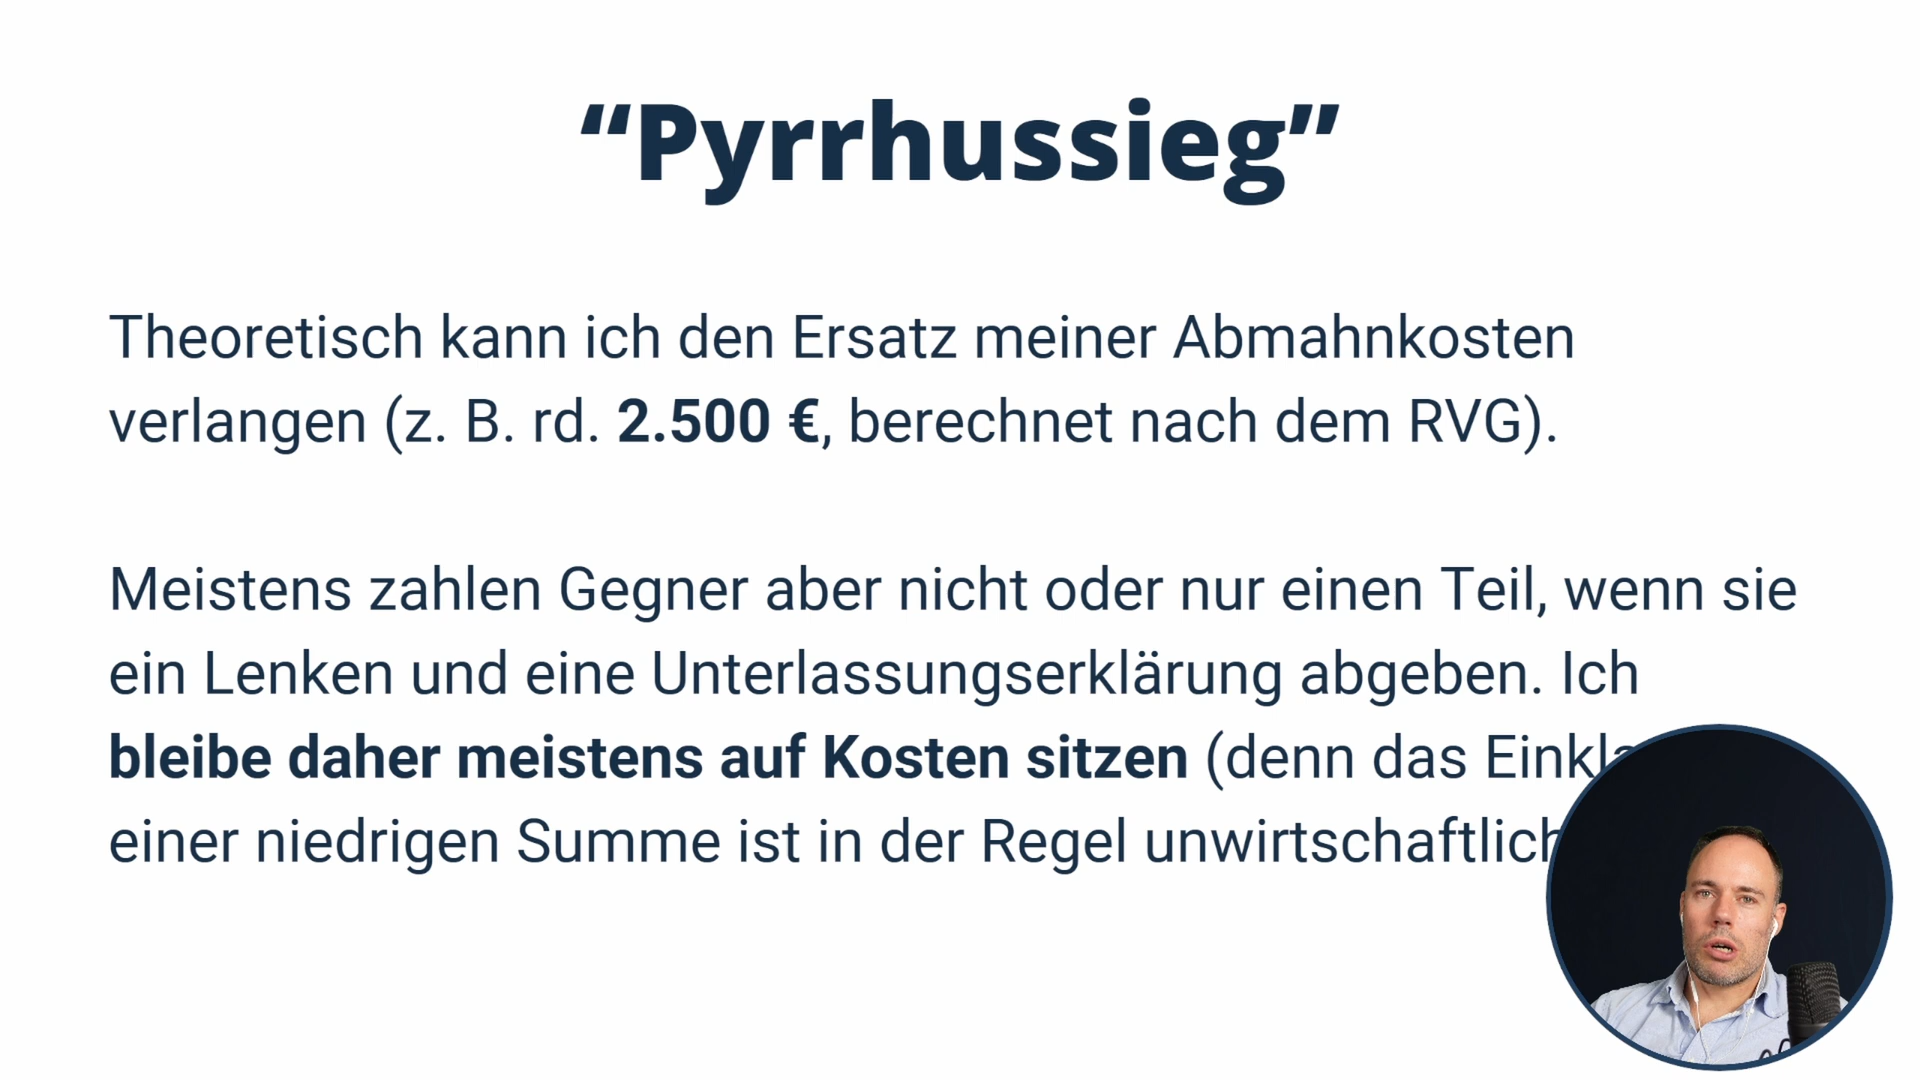 “Pyrrhussieg”
Theoretisch kann ich den Ersatz meiner Abmahnkosten
verlangen (z. B. rd. 2.500 €, berechnet nach dem RVG).
Meistens zahlen Gegner aber nicht oder nur einen Teil, wenn sie
ein Lenken und eine Unterlassungserklärung abgeben. Ich
bleibe daher meistens auf Kosten sitzen (denn das
einer niedrigen Summe ist in der Regel unwirtschaftlich